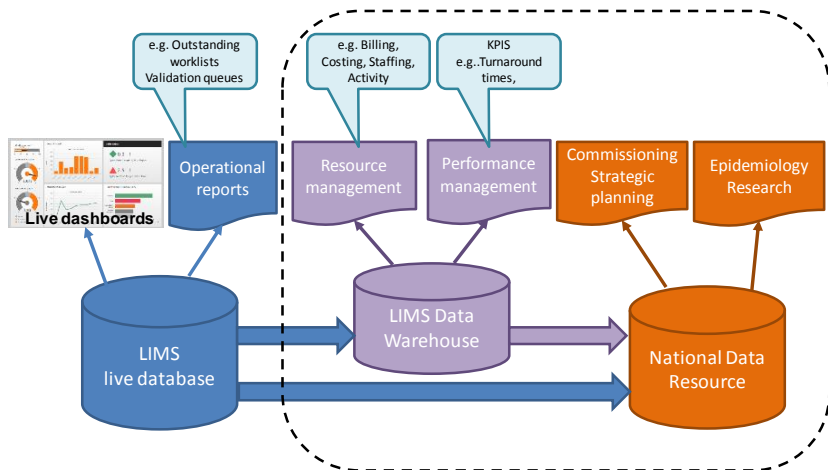 e.g. Outstanding
worklists
Validation queues
e.g. Billing,
Costing, Staffing,
Activity
KPIS
e.g..Turnaround
times,
Live dashboards
Operational
reports
Resource
management
Performance
management
Commissioning
Strategic
planning
Epidemiology
Research
LIMS
live database
LIMS Data
Warehouse
National Data
Resource